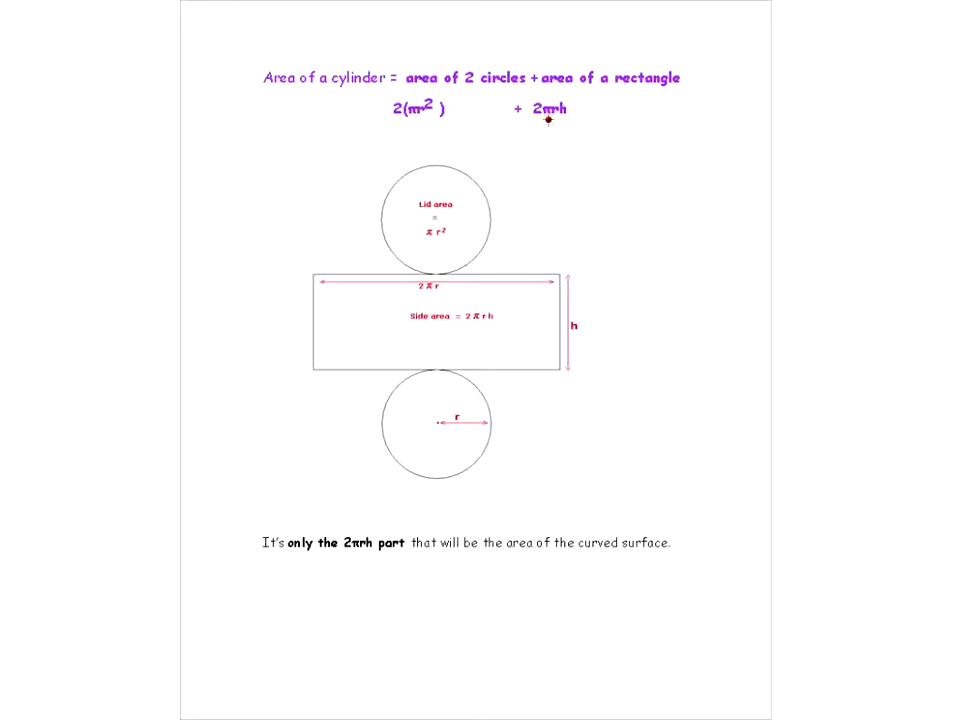 Area of a cylinder = area of 2 circles + area of a rectangle
2(πr² ) + 2πrh
Lid area
=
π r²
2 π r
Side area = 2 π r h
h
r
It's only the 2πrh part that will be the area of the curved surface.